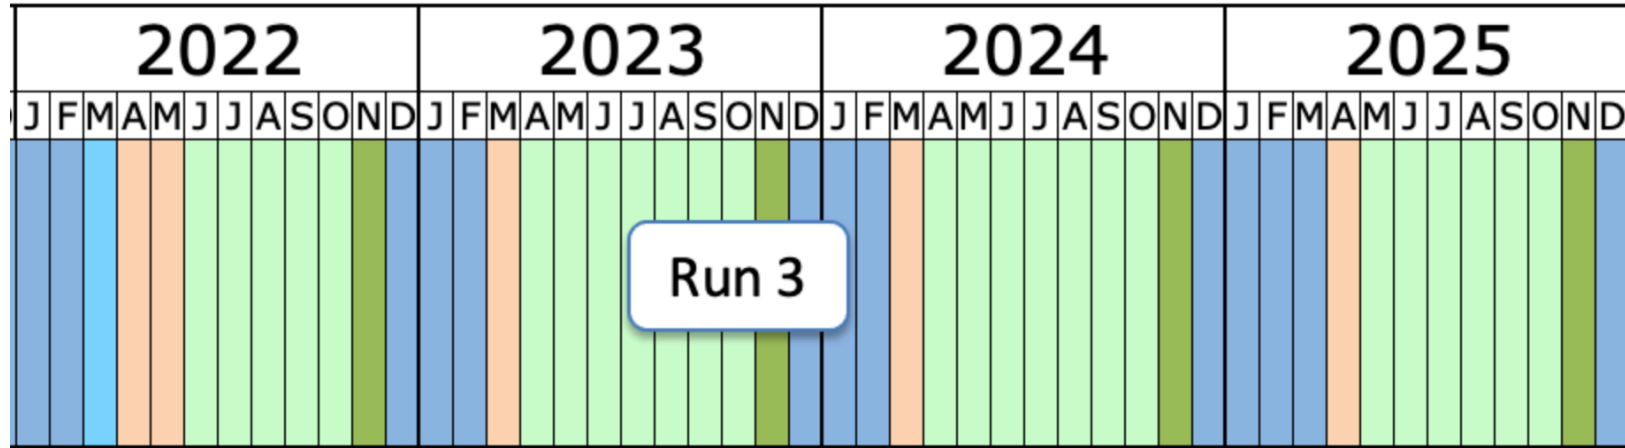 2022 2023 2024 2025
J F M A M J J A S O N D J F M A M J J A S O N D J F M A M J J A S O N D J F M A M J J A S O N D
Run 3